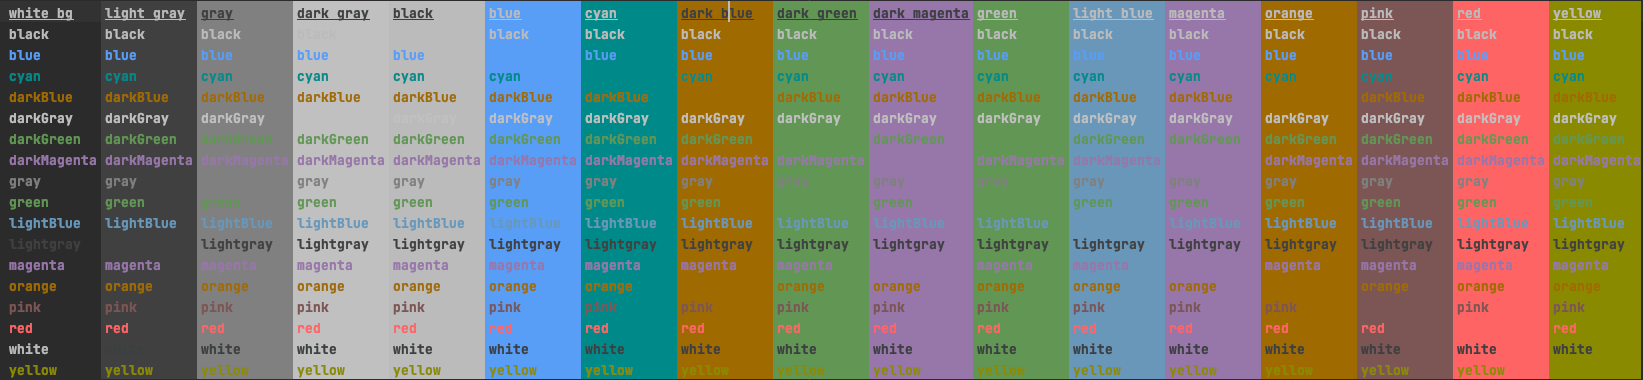 white bg light gray gray dark gray black blue cyan dark blue dark green dark magenta green light blue magenta orange pink red yellow
black black black black black black black black black black black black black black black black
blue blue blue blue blue blue blue blue blue blue blue blue blue blue blue blue
cyan cyan cyan cyan cyan cyan cyan cyan cyan cyan cyan cyan cyan cyan cyan cyan
darkBlue darkBlue darkBlue darkBlue darkBlue darkBlue darkBlue darkBlue darkBlue darkBlue darkBlue darkBlue darkBlue darkBlue darkBlue
darkGray darkGray darkGray darkGray darkGray darkGray darkGray darkGray darkGray darkGray darkGray darkGray darkGray darkGray darkGray darkGray
darkGreen darkGreen darkGreen darkGreen darkGreen darkGreen darkGreen darkGreen darkGreen darkGreen darkGreen darkGreen darkGreen darkGreen darkGreen
darkMagenta darkMagenta darkMagenta darkMagenta darkMagenta darkMagenta darkMagenta darkMagenta darkMagenta darkMagenta darkMagenta darkMagenta darkMagenta darkMagenta darkMagenta
gray gray gray gray gray gray gray gray gray gray gray gray gray gray gray gray
green green green green green green green green green green green green green green green
lightBlue lightBlue lightBlue lightBlue lightBlue lightBlue lightBlue lightBlue lightBlue lightBlue lightBlue lightBlue lightBlue lightBlue lightBlue lightBlue
lightgray lightgray lightgray lightgray lightgray lightgray lightgray lightgray lightgray lightgray lightgray lightgray lightgray lightgray lightgray lightgray
magenta magenta magenta magenta magenta magenta magenta magenta magenta magenta magenta magenta magenta magenta magenta
orange orange orange orange orange orange orange orange orange orange orange orange orange orange orange
pink pink pink pink pink pink pink pink pink pink pink pink pink pink pink pink
red red red red red red red red red red red red red red red red
white white white white white white white white white white white white white white white white
yellow yellow yellow yellow yellow yellow yellow yellow yellow yellow yellow yellow yellow yellow yellow yellow